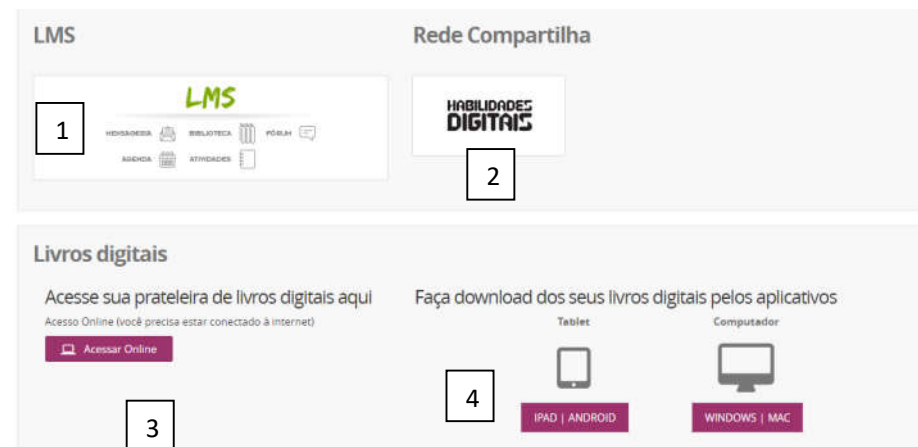 LMS
Rede Compartilha
LMS
MENSAGERIA BIBLIOTECA FÓRUM
AGENDA ATIVIDADES
1
HABILIDADES
DIGITAIS
2
Livros digitais
Acesse sua prateleira de livros digitais aqui
Acesso Online (você precisa estar conectado à internet)
Acessar Online
3
Faça download dos seus livros digitais pelos aplicativos
Tablet
Computador
4
IPAD | ANDROID
WINDOWS | MAC